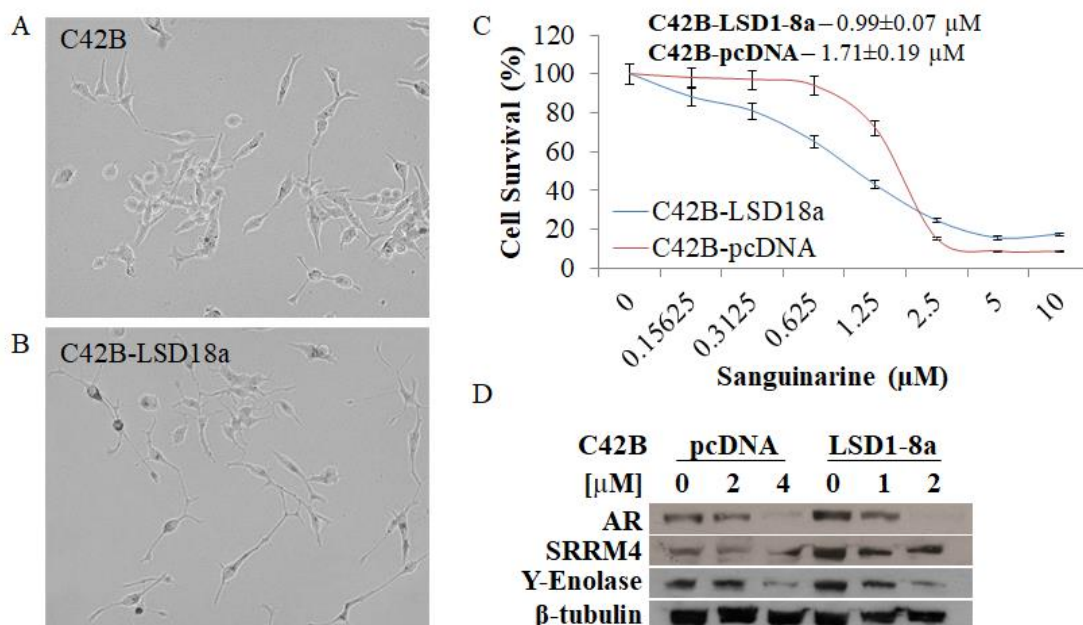 A
C42B
B
C42B-LSD18a
C
C42B-LSD1-8a – 0.99±0.07 µM
C42B-pcDNA – 1.71±0.19 µM
Cell Survival (%)
120
100
80
60
40
20
0
C42B-LSD18a
C42B-pcDNA
0
0.15625
0.3125
0.625
1.25
2.5
5
10
Sanguinarine (µM)
D
C42B pcDNA LSD1-8a
[µM] 0 2 4 0 1 2
AR
SRRM4
Y-Enolase
β-tubulin